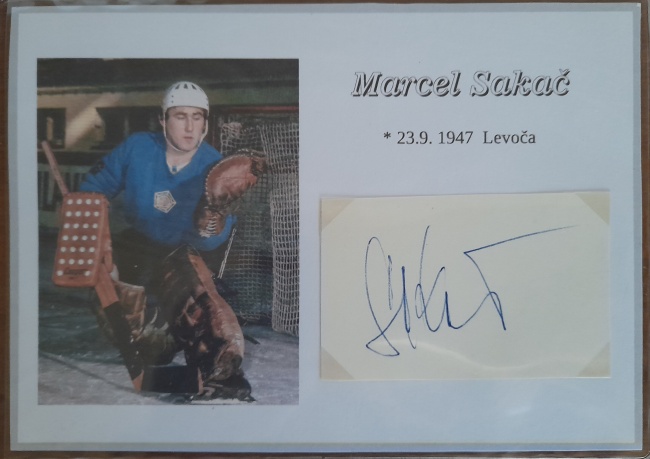 Marcel Sakač
* 23.9. 1947 Levoča